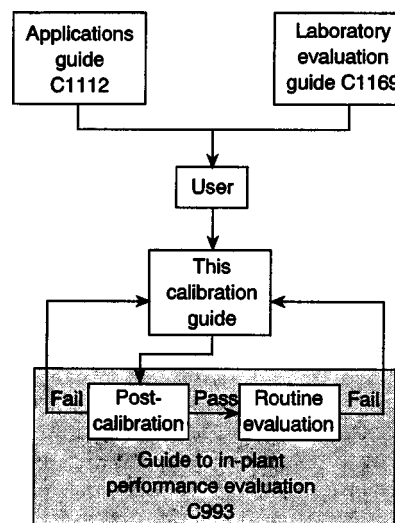 Applications
guide
C1112
Laboratory
evaluation
guide C1169
User
This
calibration
guide
Fail
Post-
calibration
Pass
Routine
evaluation
Fail
Guide to in-plant
performance evaluation
C993